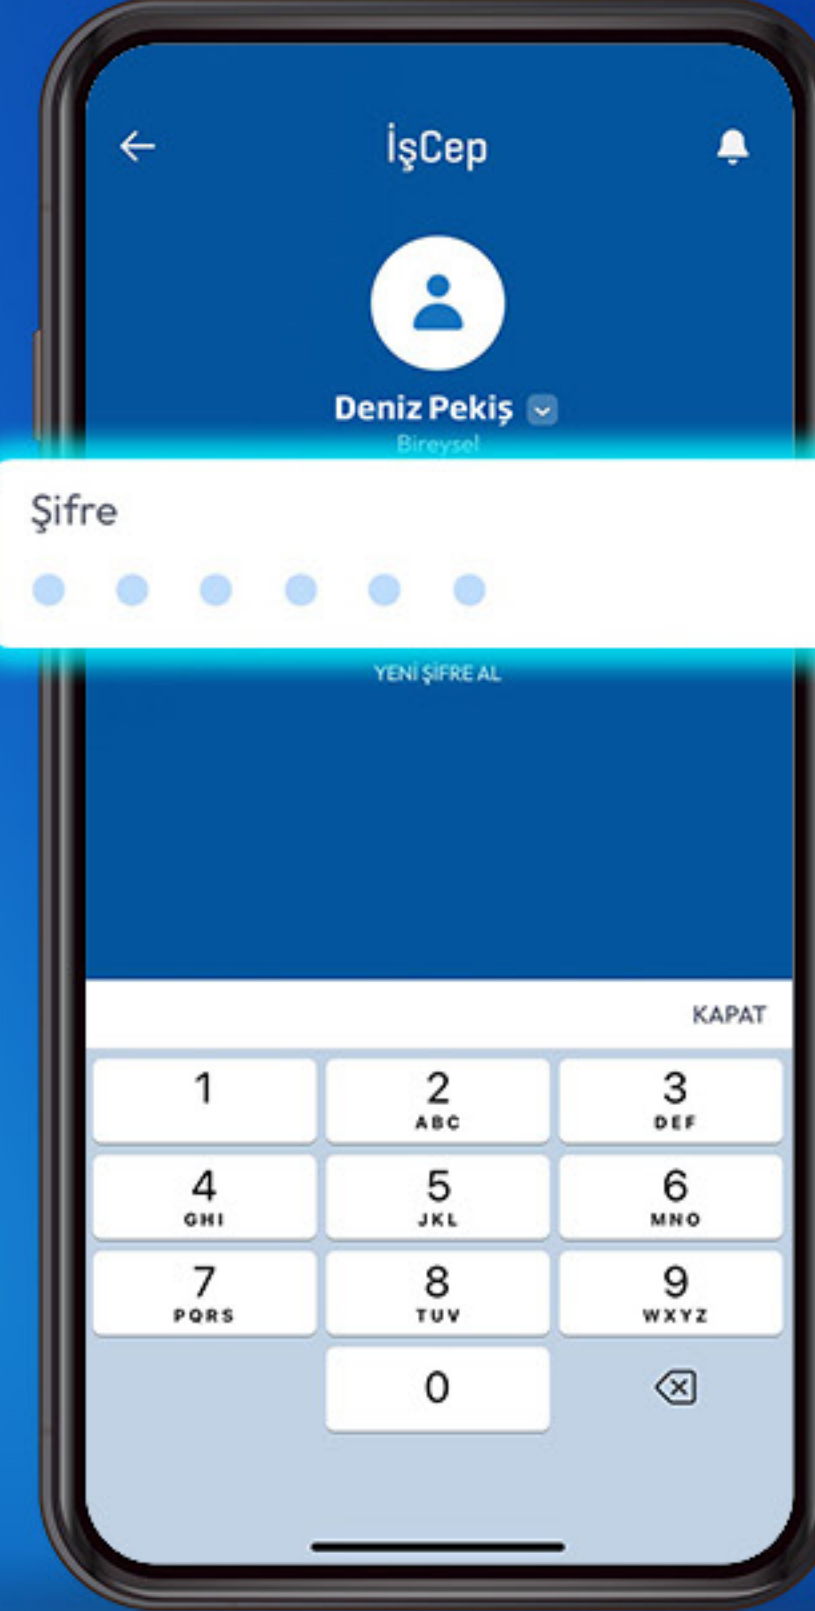 İşCep
Deniz Pekiş
Bireysel
Şifre
YENİ ŞİFRE AL
KAPAT
1
2
3
ABC
DEF
4
5
6
GHI
JKL
MNO
7
8
9
PQRS
TUV
WXYZ
0